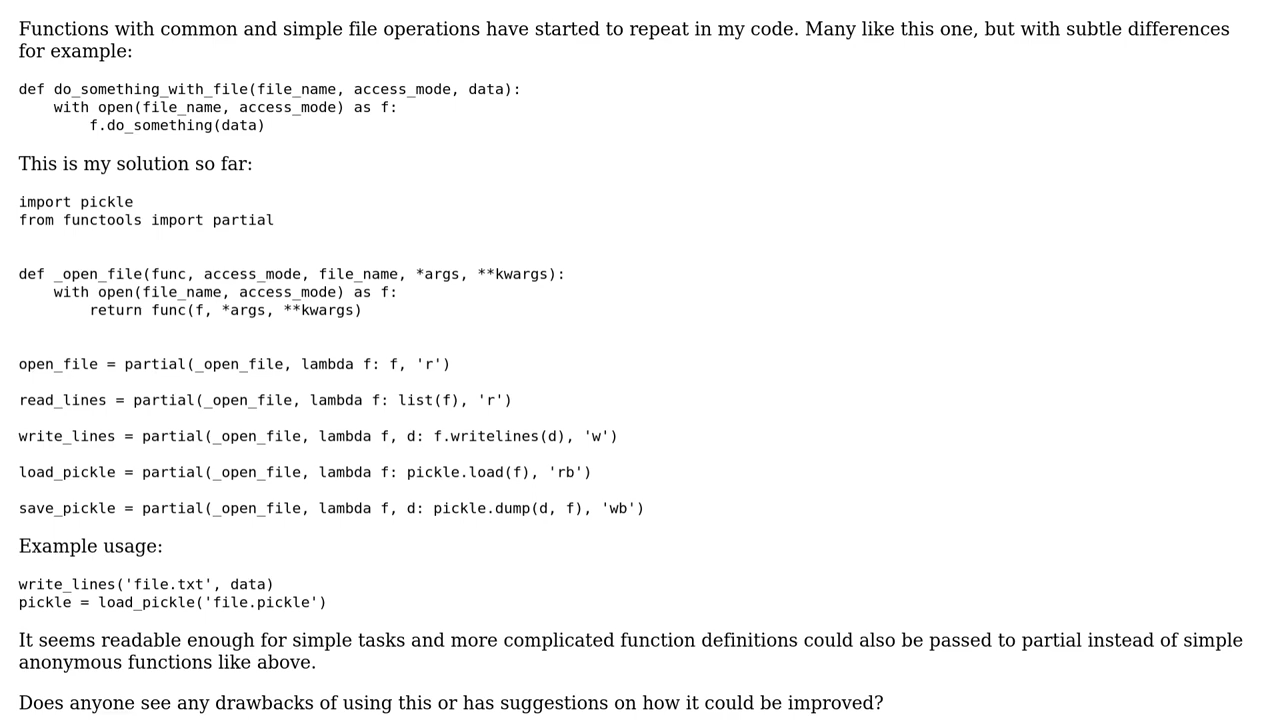 Functions with common and simple file operations have started to repeat in my code. Many like this one, but with subtle differences
for example:
def do_something_with_file(file_name, access_mode, data):
    with open(file_name, access_mode) as f:
        f.do_something(data)
This is my solution so far:
import pickle
from functools import partial
def _open_file(func, access_mode, file_name, *args, **kwargs):
    with open(file_name, access_mode) as f:
        return func(f, *args, **kwargs)
open_file = partial(_open_file, lambda f: f, 'r')
read_lines = partial(_open_file, lambda f: list(f), 'r')
write_lines = partial(_open_file, lambda f, d: f.writelines(d), 'w')
load_pickle = partial(_open_file, lambda f: pickle.load(f), 'rb')
save_pickle = partial(_open_file, lambda f, d: pickle.dump(d, f), 'wb')
Example usage:
write_lines('file.txt', data)
pickle = load_pickle('file.pickle')
It seems readable enough for simple tasks and more complicated function definitions could also be passed to partial instead of simple
anonymous functions like above.
Does anyone see any drawbacks of using this or has suggestions on how it could be improved?